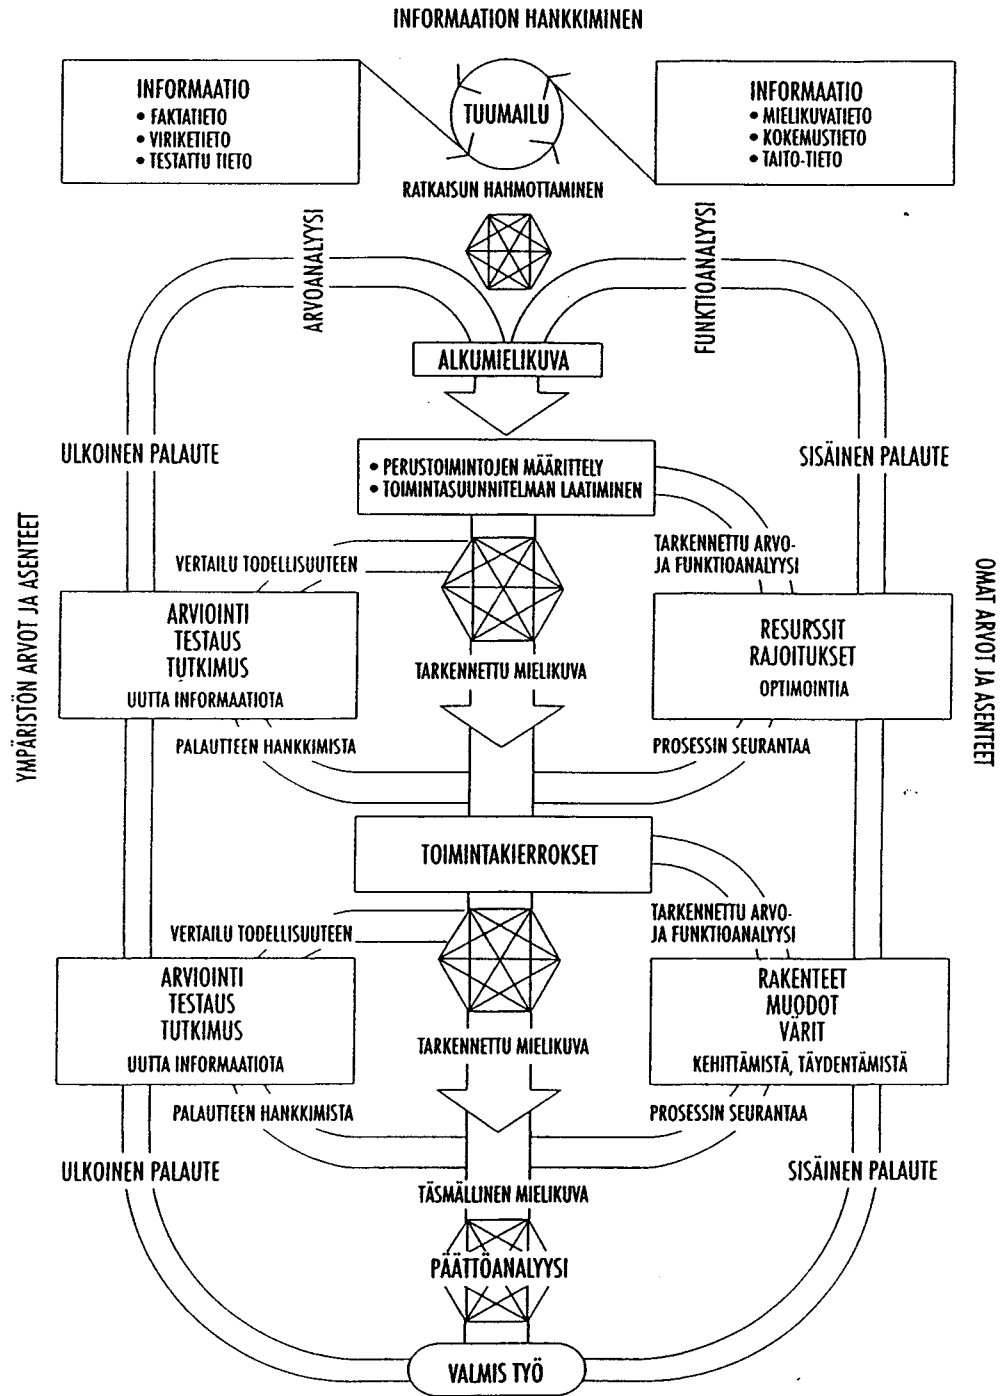 INFORMAATION HANKKIMINEN
INFORMAATIO
• FAKTATIETO
• VIRIKETIETO
• TESTATTU TIETO
TUUMAILU
INFORMAATIO
• MIELIKUVATIETO
• KOKEMUSTIETO
• TAITO-TIETO
RATKAISUN HAHMOTTAMINEN
ARVOANALYYSI
FUNKTIOANALYYSI
ALKUMIELIKUVA
ULKOINEN PALAUTE
SISÄINEN PALAUTE
• PERUSTOIMINTOJEN MÄÄRITTELY
• TOIMINTASUUNNITELMAN LAATIMINEN
YMPÄRISTÖN ARVOT JA ASENTEET
OMAT ARVOT JA ASENTEET
VERTAILU TODELLISUUTEEN
TARKENNETTU ARVO-
JA FUNKTIOANALYYSI
ARVIOINTI
TESTAUS
TUTKIMUS
UUTTA INFORMAATIOTA
TARKENNETTU MIELIKUVA
RESURSSIT
RAJOITUKSET
OPTIMOINTIA
PALAUTTEEN HANKKIMISTA
PROSESSIN SEURANTAA
TOIMINTAKIERROKSET
VERTAILU TODELLISUUTEEN
TARKENNETTU ARVO-
JA FUNKTIOANALYYSI
ARVIOINTI
TESTAUS
TUTKIMUS
UUTTA INFORMAATIOTA
TARKENNETTU MIELIKUVA
RAKENTEET
MUODOT
VÄRIT
KEHITTÄMISTÄ, TÄYDENTÄMISTÄ
PALAUTTEEN HANKKIMISTA
PROSESSIN SEURANTAA
ULKOINEN PALAUTE
SISÄINEN PALAUTE
TÄSMÄLLINEN MIELIKUVA
PÄÄTTÖANALYYSI
VALMIS TYÖ